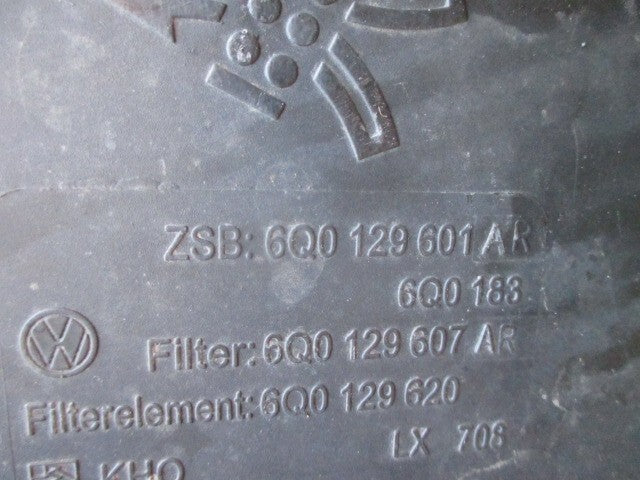 ZSB: 6Q0 129 601 AR
6Q0 183
Filter: 6Q0 129 607 AR
Filterelement: 6Q0 129 620
LX 708